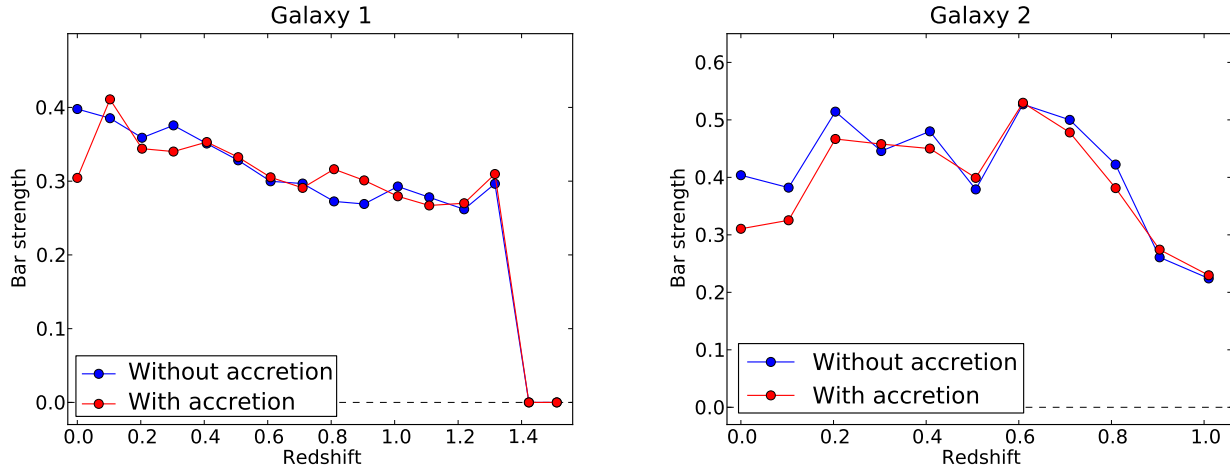 Galaxy 1
0.4
0.3
0.2
0.1
0.0
Bar strength
Without accretion
With accretion
0.0 0.2 0.4 0.6 0.8 1.0 1.2 1.4
Redshift
Galaxy 2
0.6
0.5
0.4
0.3
0.2
0.1
0.0
Bar strength
Without accretion
With accretion
0.0 0.2 0.4 0.6 0.8 1.0
Redshift